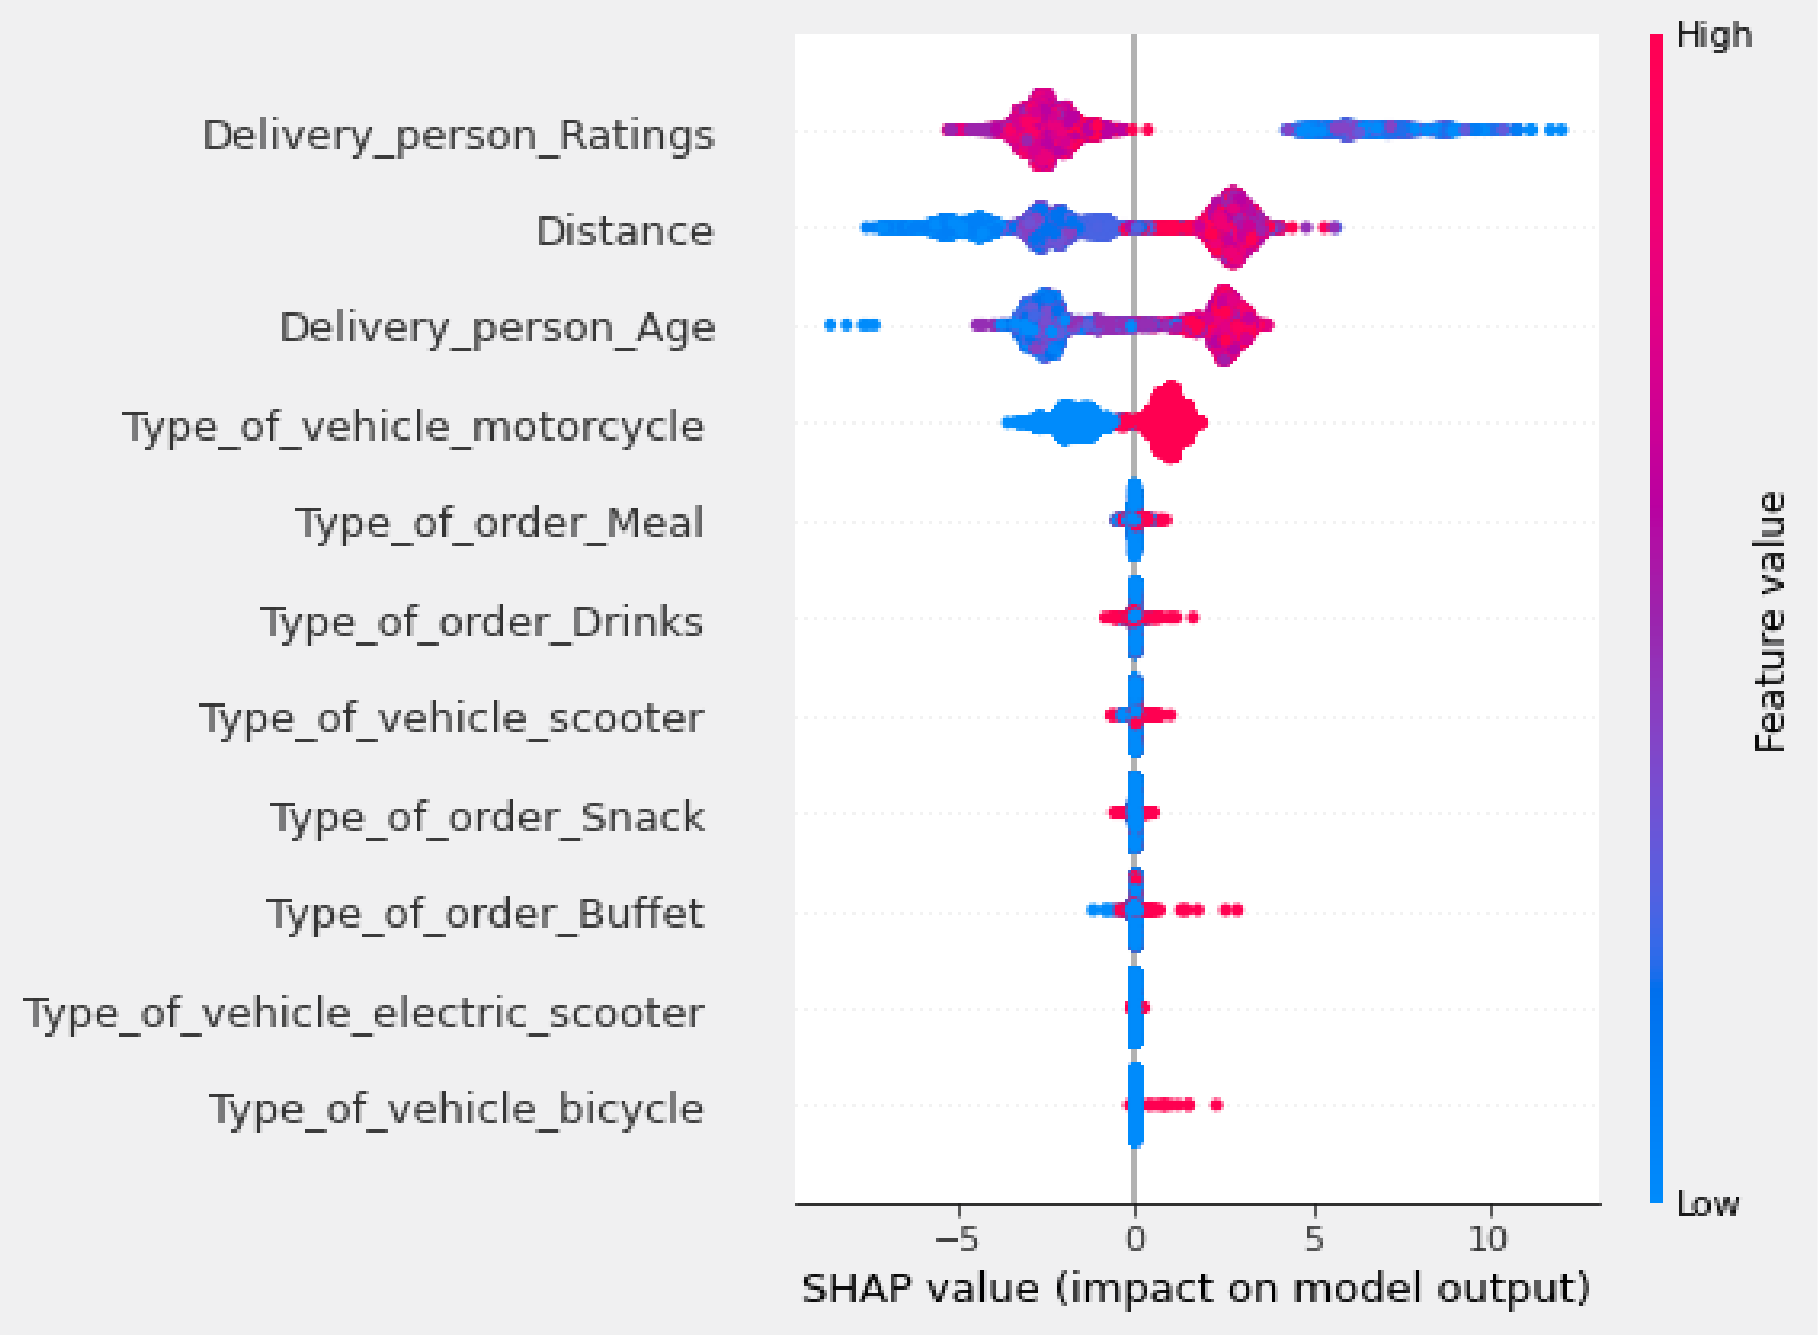 High
Delivery_person_Ratings
Distance
Delivery_person_Age
Type_of_vehicle_motorcycle
Type_of_order_Meal
Type_of_order_Drinks
Type_of_vehicle_scooter
Type_of_order_Snack
Type_of_order_Buffet
Type_of_vehicle_electric_scooter
Type_of_vehicle_bicycle
Feature value
Low
−5 0 5 10
SHAP value (impact on model output)